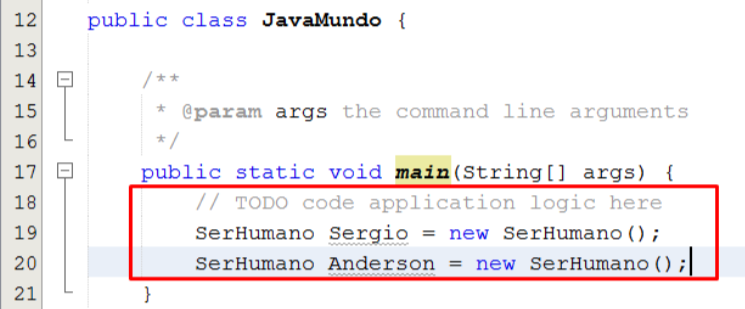 12 public class JavaMundo {
13
14 /**
15 * @param args the command line arguments
16 */
17 public static void main(String[] args) {
18 // TODO code application logic here
19 SerHumano Sergio = new SerHumano();
20 SerHumano Anderson = new SerHumano();
21 }